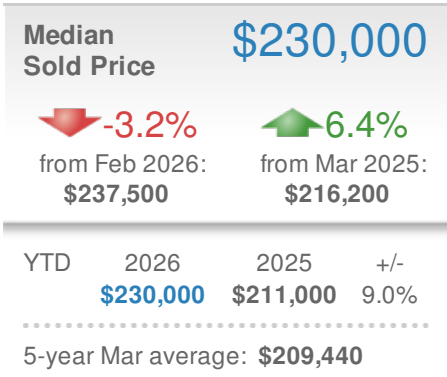 Median
Sold Price
$230,000
-3.2%
from Feb 2026:
$237,500
6.4%
from Mar 2025:
$216,200
YTD 2026 2025 +/-
$230,000 $211,000 9.0%
5-year Mar average: $209,440